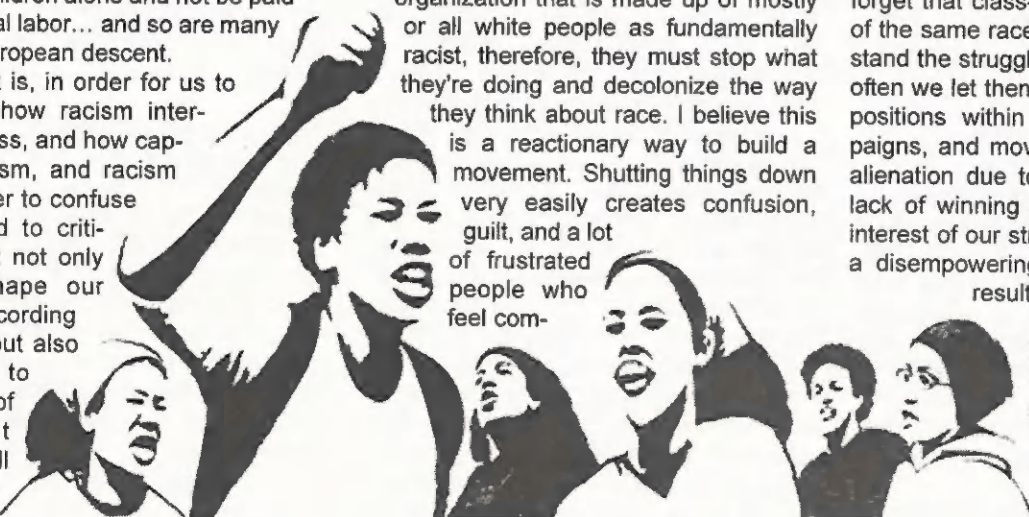 ildren alone and not be paid
al labor... and so are many
ropean descent.
t is, in order for us to
how racism inter-
ss, and how cap-
sm, and racism
er to confuse
d to criti-
not only
hape our
cording
out also
to
of
t
ll
organization that is made up of mostly
or all white people as fundamentally
racist, therefore, they must stop what
they're doing and decolonize the way
they think about race. I believe this
is a reactionary way to build a
movement. Shutting things down
very easily creates confusion,
guilt, and a lot
of frustrated
people who
feel com-
forget that class-
of the same race
stand the struggl
often we let then
positions within
paigns, and mov
alienation due to
lack of winning
interest of our str
a disempowering
result